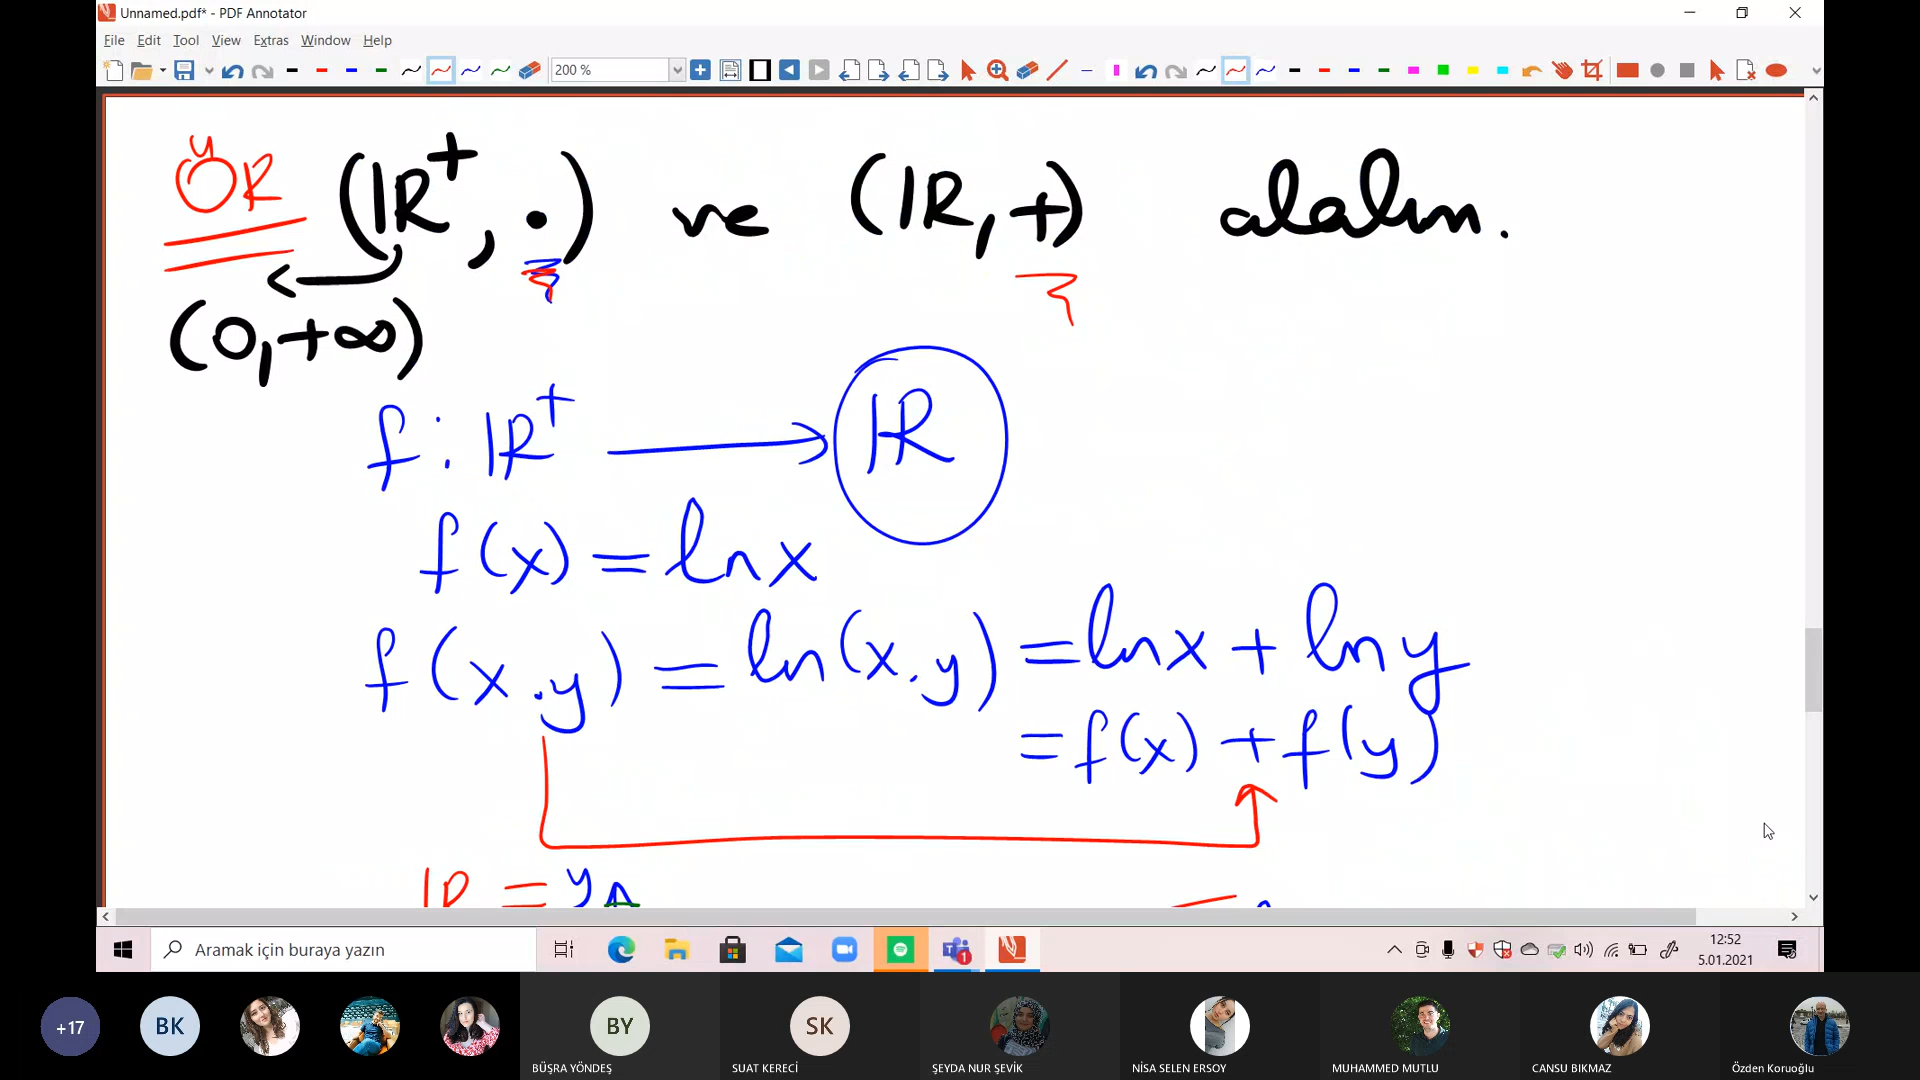 Unnamed.pdf* - PDF Annotator
File Edit Tool View Extras Window Help
200 %
ÖR (ℝ⁺, •) ve (ℝ, +) alalım.
(0, +∞)
f : ℝ⁺ → ℝ
f(x) = ln x
f(x.y) = ln(x.y) = ln x + ln y
= f(x) + f(y)
Aramak için buraya yazın
1
12:52
5.01.2021
+17
BK
BY
SK
BÜŞRA YÖNDEŞ
SUAT KERECİ
ŞEYDA NUR ŞEVİK
NİSA SELEN ERSOY
MUHAMMED MUTLU
CANSU BIKMAZ
Özden Koruoğlu